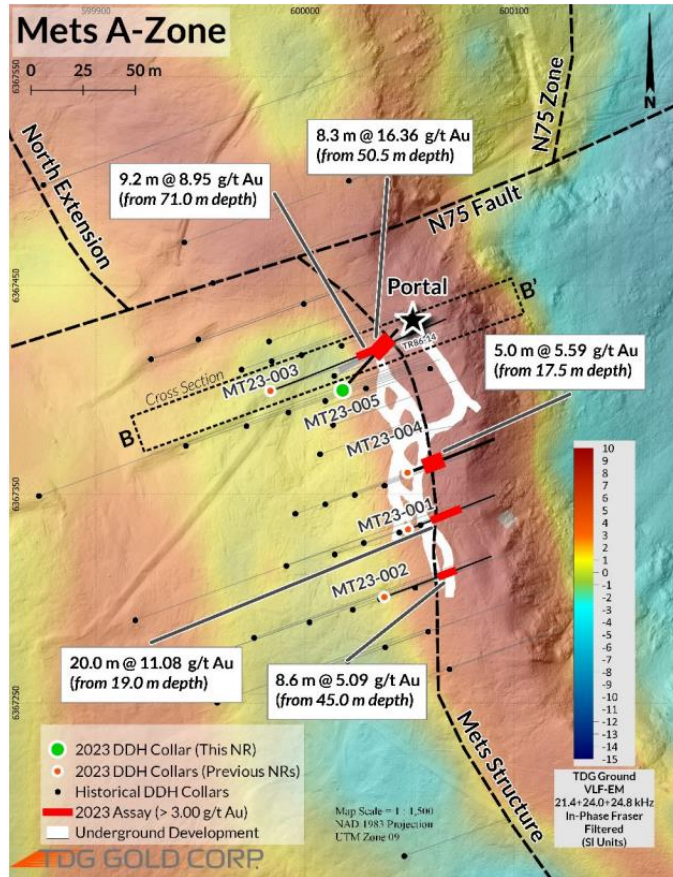 Mets A-Zone
0 25 50 m
599900
600000
600100
6367550
6367450
6367350
6367250
N
North Extension
N75 Zone
N75 Fault
8.3 m @ 16.36 g/t Au
(from 50.5 m depth)
9.2 m @ 8.95 g/t Au
(from 71.0 m depth)
Portal
B'
TR86-14
Cross Section
B
MT23-003
MT23-005
5.0 m @ 5.59 g/t Au
(from 17.5 m depth)
MT23-004
MT23-001
MT23-002
20.0 m @ 11.08 g/t Au
(from 19.0 m depth)
8.6 m @ 5.09 g/t Au
(from 45.0 m depth)
Mets Structure
10
9
8
6
5
4
3
2
1
0
0
-1
-2
-3
-4
-5
-6
-7
-8
-9
-10
-11
-12
-14
-15
TDG Ground
VLF-EM
21.4+24.0+24.8 kHz
In-Phase Fraser
Filtered
(SI Units)
2023 DDH Collar (This NR)
2023 DDH Collars (Previous NRs)
Historical DDH Collars
2023 Assay (> 3.00 g/t Au)
Underground Development
Map Scale = 1 : 1,500
NAD 1983 Projection
UTM Zone 09
TDG GOLD CORP